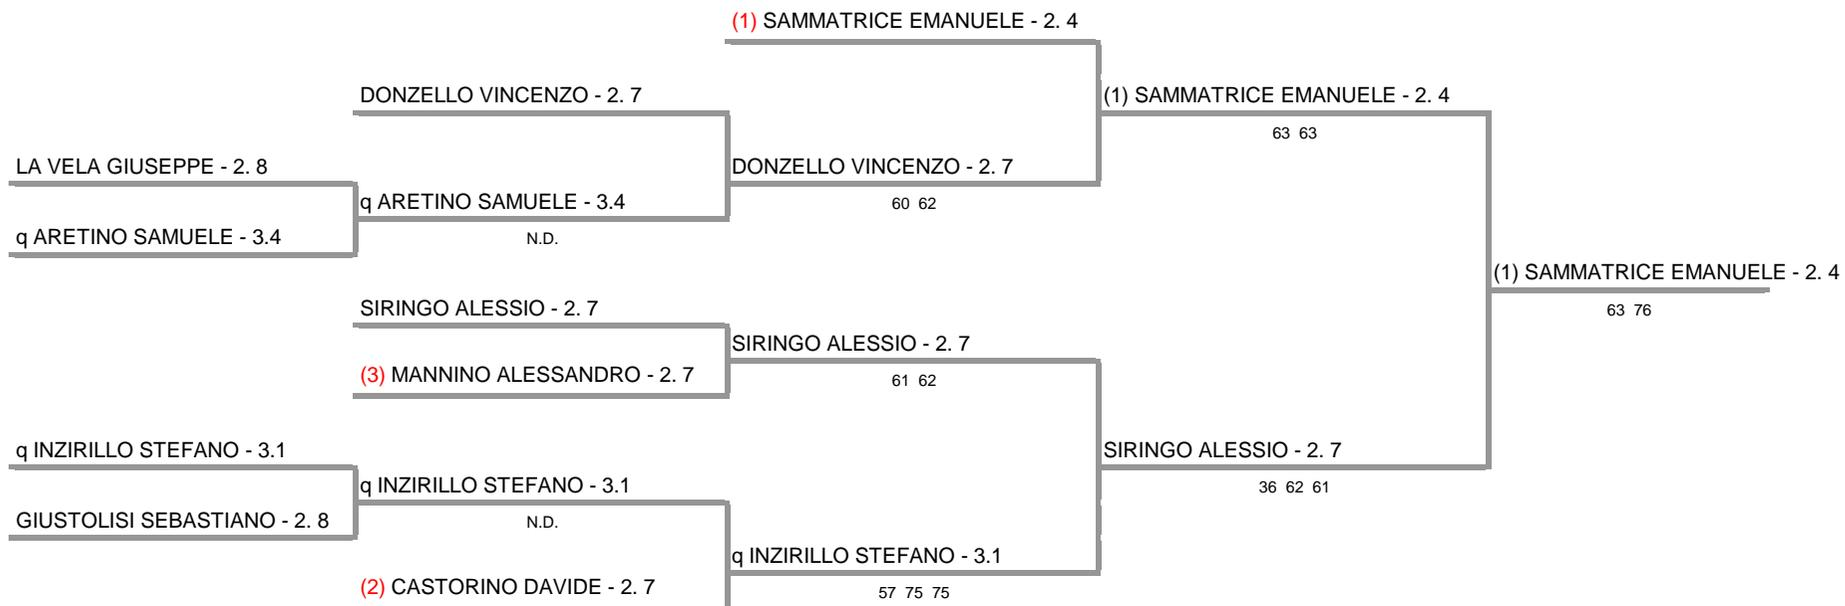 (1) SAMMATRICE EMANUELE - 2. 4
DONZELLO VINCENZO - 2. 7
(1) SAMMATRICE EMANUELE - 2. 4
63 63
LA VELA GIUSEPPE - 2. 8
DONZELLO VINCENZO - 2. 7
q ARETINO SAMUELE - 3.4
60 62
q ARETINO SAMUELE - 3.4
N.D.
(1) SAMMATRICE EMANUELE - 2. 4
SIRINGO ALESSIO - 2. 7
63 76
SIRINGO ALESSIO - 2. 7
(3) MANNINO ALESSANDRO - 2. 7
61 62
q INZIRILLO STEFANO - 3.1
SIRINGO ALESSIO - 2. 7
q INZIRILLO STEFANO - 3.1
36 62 61
GIUSTOLISI SEBASTIANO - 2. 8
N.D.
q INZIRILLO STEFANO - 3.1
(2) CASTORINO DAVIDE - 2. 7
57 75 75